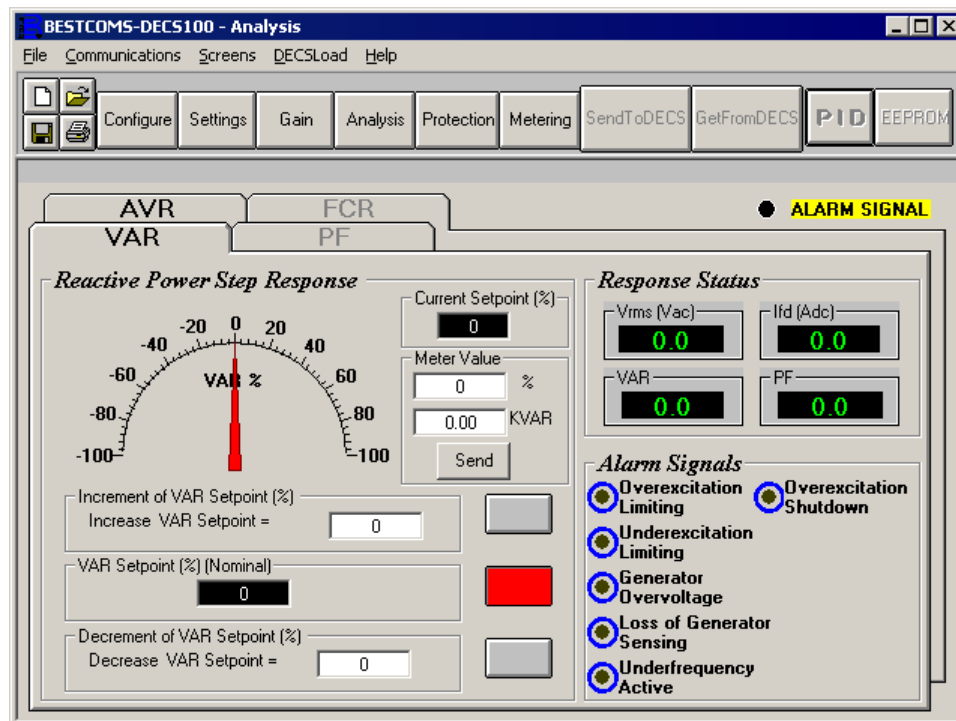 BESTCOMS-DECS100 - Analysis
File Communications Screens DECSLoad Help
Configure Settings Gain Analysis Protection Metering SendToDECS GetFromDECS PID EEPROM
AVR FCR
ALARM SIGNAL
VAR PF
Reactive Power Step Response
-100 -80 -60 -40 -20 0 20 40 60 80 100
VAR %
Current Setpoint (%)
0
Meter Value
0 %
0.00 KVAR
Send
Increment of VAR Setpoint (%)
Increase VAR Setpoint = 0
VAR Setpoint (%) (Nominal)
0
Decrement of VAR Setpoint (%)
Decrease VAR Setpoint = 0
Response Status
Vrms (Vac) Ifd (Adc)
0.0 0.0
VAR PF
0.0 0.0
Alarm Signals
Overexcitation
Limiting
Overexcitation
Shutdown
Underexcitation
Limiting
Generator
Overvoltage
Loss of Generator
Sensing
Underfrequency
Active